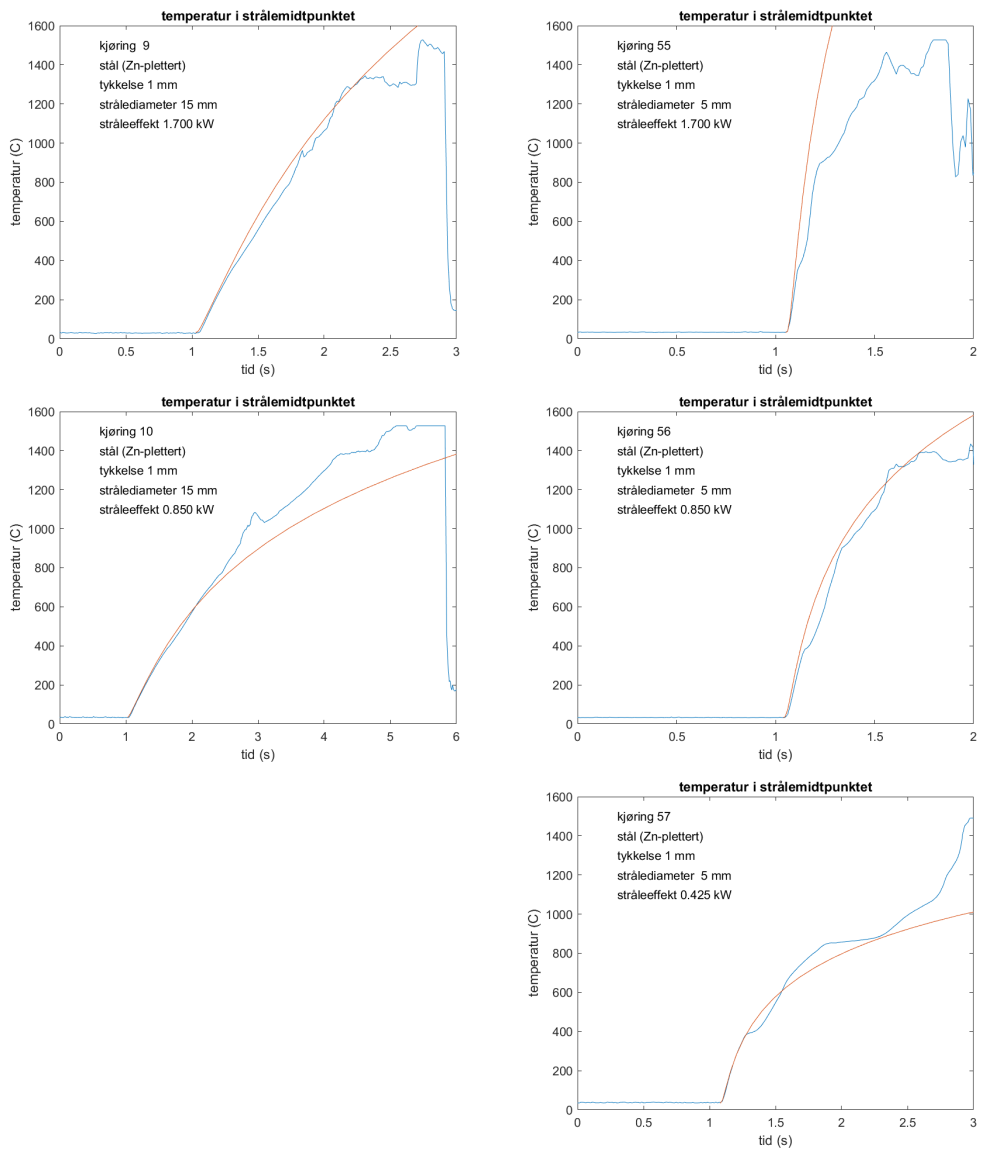 temperatur i strålemidtpunktet
1600
1400
1200
1000
800
600
400
200
0
temperatur (C)
kjøring  9
stål (Zn-plettert)
tykkelse 1 mm
strålediameter 15 mm
stråleeffekt 1.700 kW
0 0.5 1 1.5 2 2.5 3
tid (s)
temperatur i strålemidtpunktet
1600
1400
1200
1000
800
600
400
200
0
temperatur (C)
kjøring 55
stål (Zn-plettert)
tykkelse 1 mm
strålediameter  5 mm
stråleeffekt 1.700 kW
0 0.5 1 1.5 2
tid (s)
temperatur i strålemidtpunktet
1600
1400
1200
1000
800
600
400
200
0
temperatur (C)
kjøring 10
stål (Zn-plettert)
tykkelse 1 mm
strålediameter 15 mm
stråleeffekt 0.850 kW
0 1 2 3 4 5 6
tid (s)
temperatur i strålemidtpunktet
1600
1400
1200
1000
800
600
400
200
0
temperatur (C)
kjøring 56
stål (Zn-plettert)
tykkelse 1 mm
strålediameter  5 mm
stråleeffekt 0.850 kW
0 0.5 1 1.5 2
tid (s)
temperatur i strålemidtpunktet
1600
1400
1200
1000
800
600
400
200
0
temperatur (C)
kjøring 57
stål (Zn-plettert)
tykkelse 1 mm
strålediameter  5 mm
stråleeffekt 0.425 kW
0 0.5 1 1.5 2 2.5 3
tid (s)